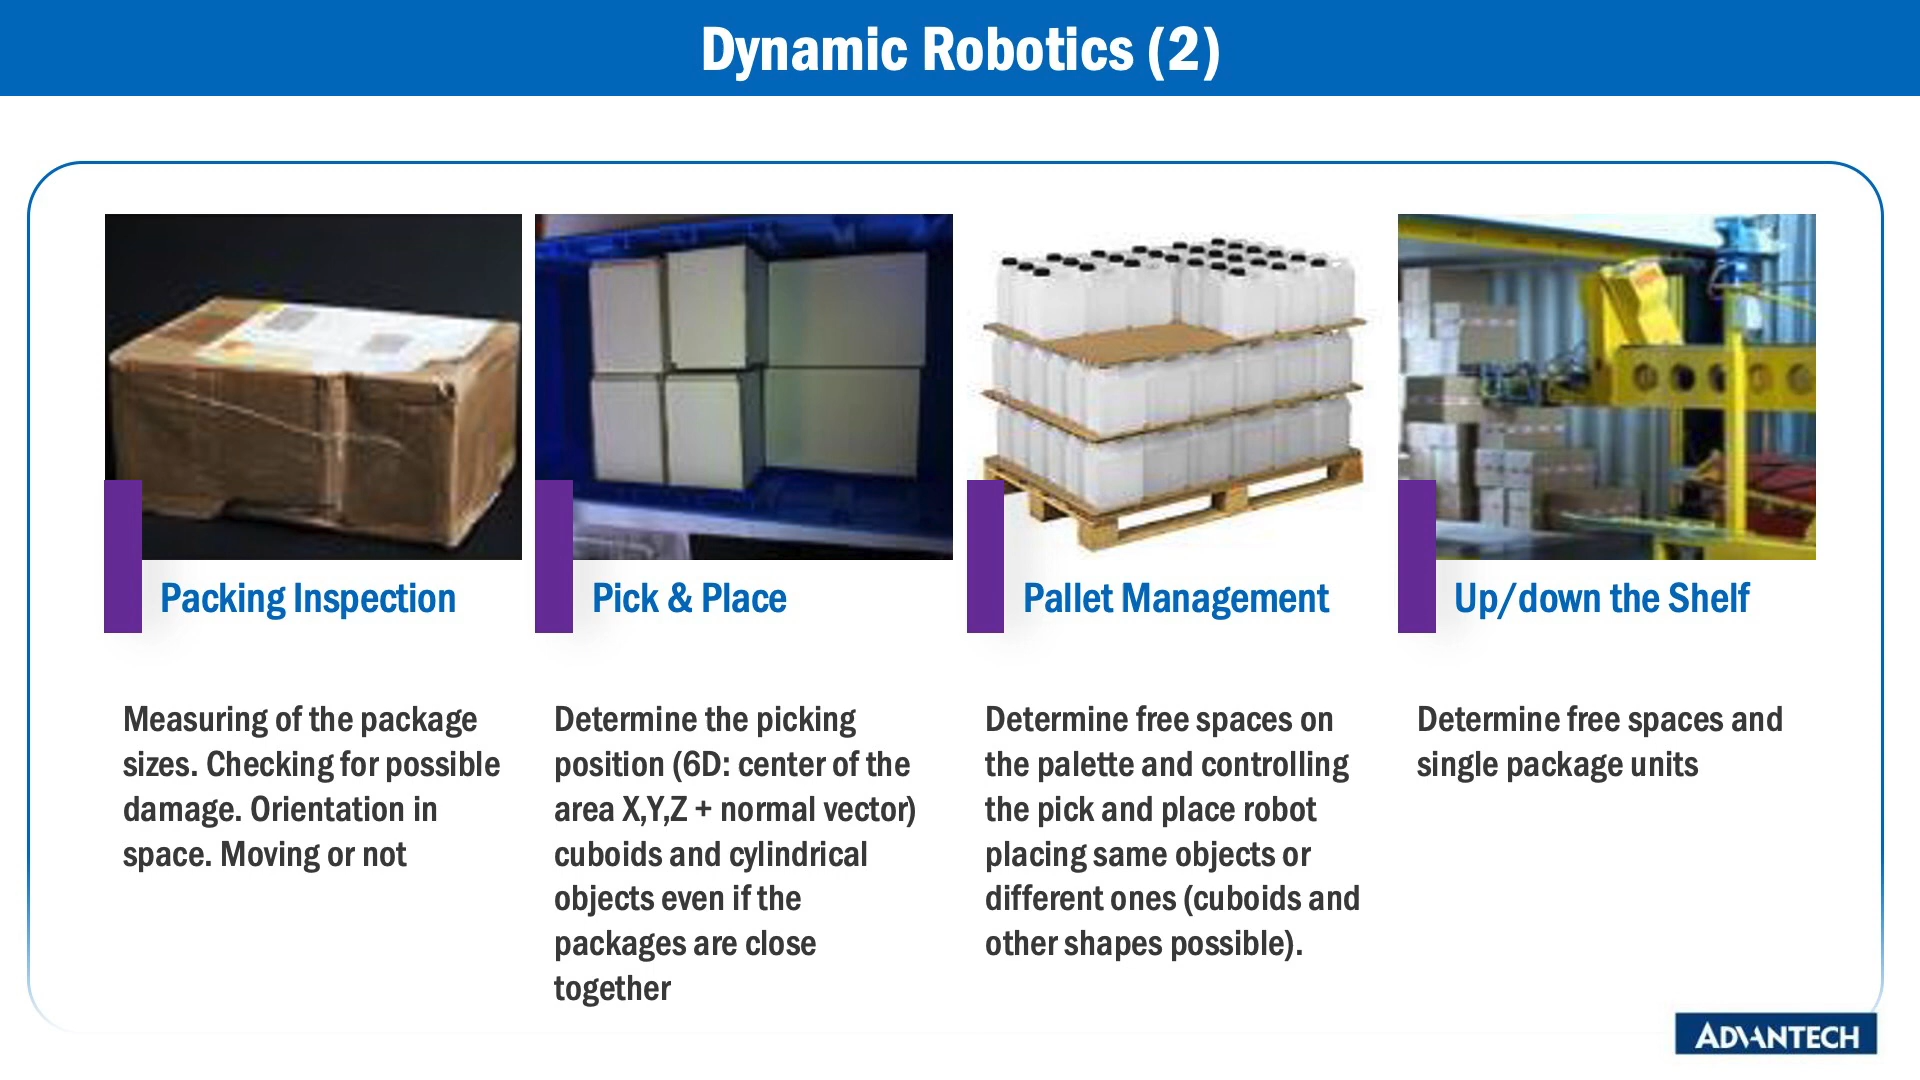 Dynamic Robotics (2)
Packing Inspection
Measuring of the package
sizes. Checking for possible
damage. Orientation in
space. Moving or not
Pick & Place
Determine the picking
position (6D: center of the
area X,Y,Z + normal vector)
cuboids and cylindrical
objects even if the
packages are close
together
Pallet Management
Determine free spaces on
the palette and controlling
the pick and place robot
placing same objects or
different ones (cuboids and
other shapes possible).
Up/down the Shelf
Determine free spaces and
single package units
ADVANTECH